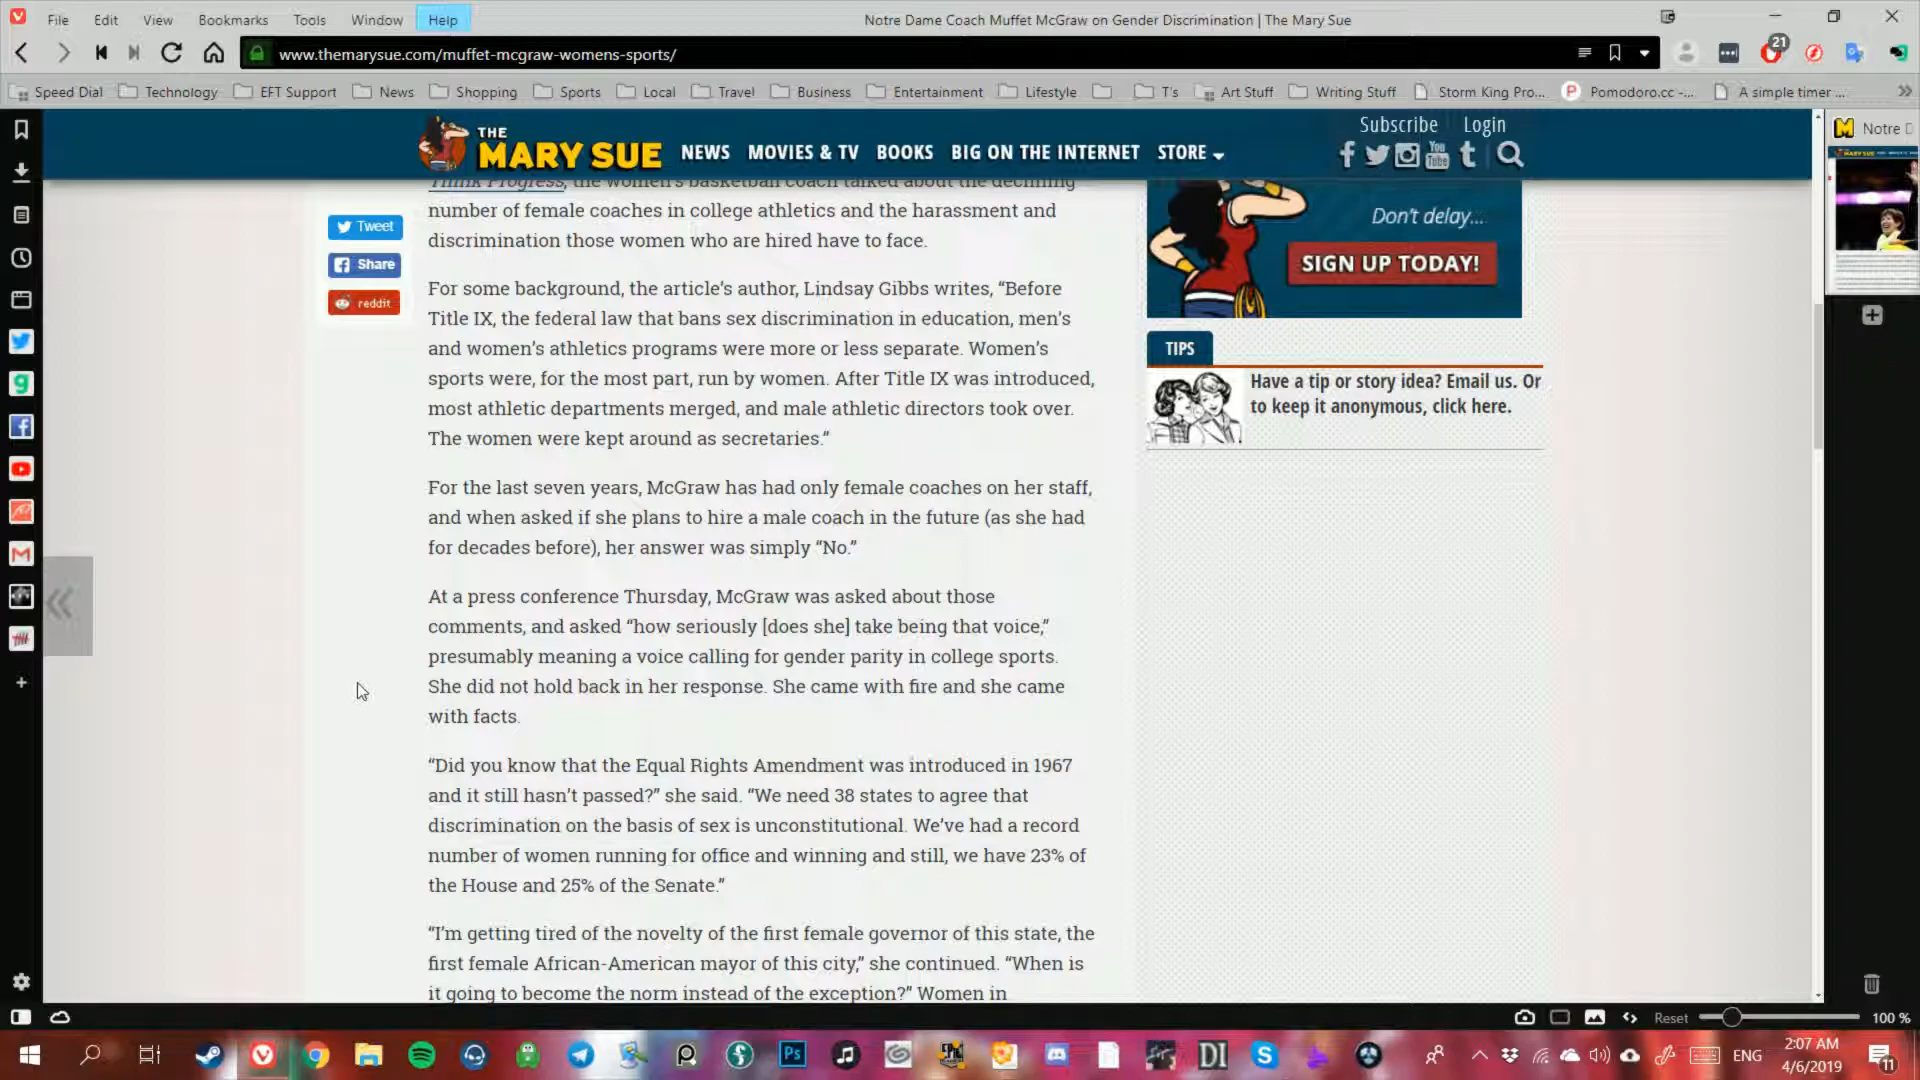 File Edit View Bookmarks Tools Window Help
Notre Dame Coach Muffet McGraw on Gender Discrimination | The Mary Sue
www.themarysue.com/muffet-mcgraw-womens-sports/
21
Speed Dial Technology EFT Support News Shopping Sports Local Travel Business Entertainment Lifestyle T's Art Stuff Writing Stuff Storm King Pro... Pomodoro.cc -... A simple timer ...
Notre D
THE
MARY SUE
NEWS MOVIES & TV BOOKS BIG ON THE INTERNET STORE
Subscribe Login
Think Progress, the women's basketball coach talked about the declining
number of female coaches in college athletics and the harassment and
discrimination those women who are hired have to face.
Tweet
Share
reddit
For some background, the article's author, Lindsay Gibbs writes, “Before
Title IX, the federal law that bans sex discrimination in education, men's
and women's athletics programs were more or less separate. Women's
sports were, for the most part, run by women. After Title IX was introduced,
most athletic departments merged, and male athletic directors took over.
The women were kept around as secretaries.”
For the last seven years, McGraw has had only female coaches on her staff,
and when asked if she plans to hire a male coach in the future (as she had
for decades before), her answer was simply “No.”
At a press conference Thursday, McGraw was asked about those
comments, and asked “how seriously [does she] take being that voice,”
presumably meaning a voice calling for gender parity in college sports.
She did not hold back in her response. She came with fire and she came
with facts.
“Did you know that the Equal Rights Amendment was introduced in 1967
and it still hasn't passed?” she said. “We need 38 states to agree that
discrimination on the basis of sex is unconstitutional. We've had a record
number of women running for office and winning and still, we have 23% of
the House and 25% of the Senate.”
“I'm getting tired of the novelty of the first female governor of this state, the
first female African-American mayor of this city,” she continued. “When is
it going to become the norm instead of the exception?” Women in
Don't delay...
SIGN UP TODAY!
TIPS
Have a tip or story idea? Email us. Or
to keep it anonymous, click here.
Reset 100 %
ENG
2:07 AM
4/6/2019
11